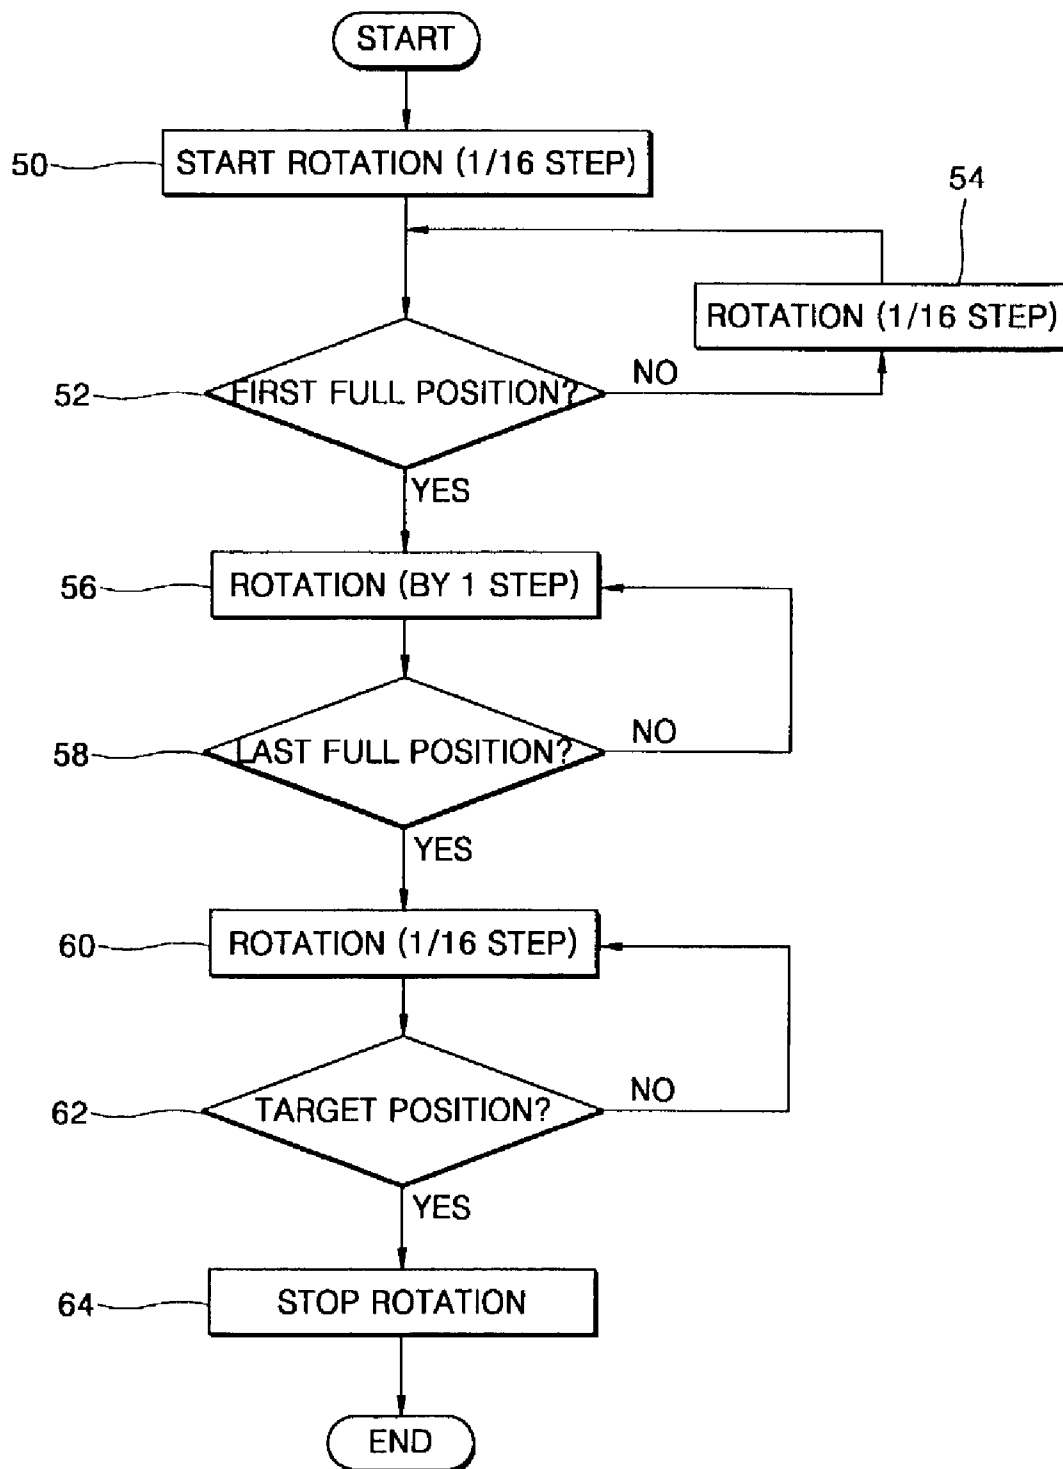 START
START ROTATION (1/16 STEP)
50
54
ROTATION (1/16 STEP)
FIRST FULL POSITION?
NO
52
YES
ROTATION (BY 1 STEP)
56
LAST FULL POSITION?
NO
58
YES
ROTATION (1/16 STEP)
60
TARGET POSITION?
NO
62
YES
STOP ROTATION
64
END